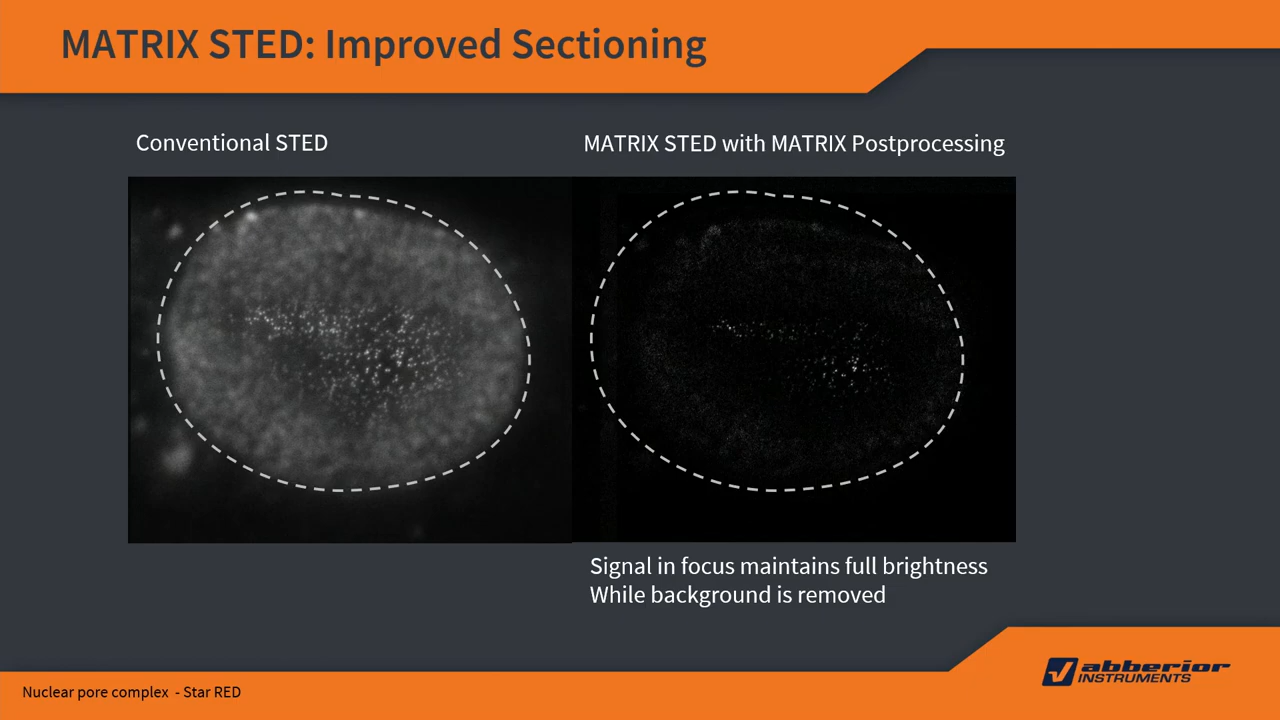 MATRIX STED: Improved Sectioning
Conventional STED
MATRIX STED with MATRIX Postprocessing
Signal in focus maintains full brightness
While background is removed
Nuclear pore complex - Star RED
abberior
INSTRUMENTS